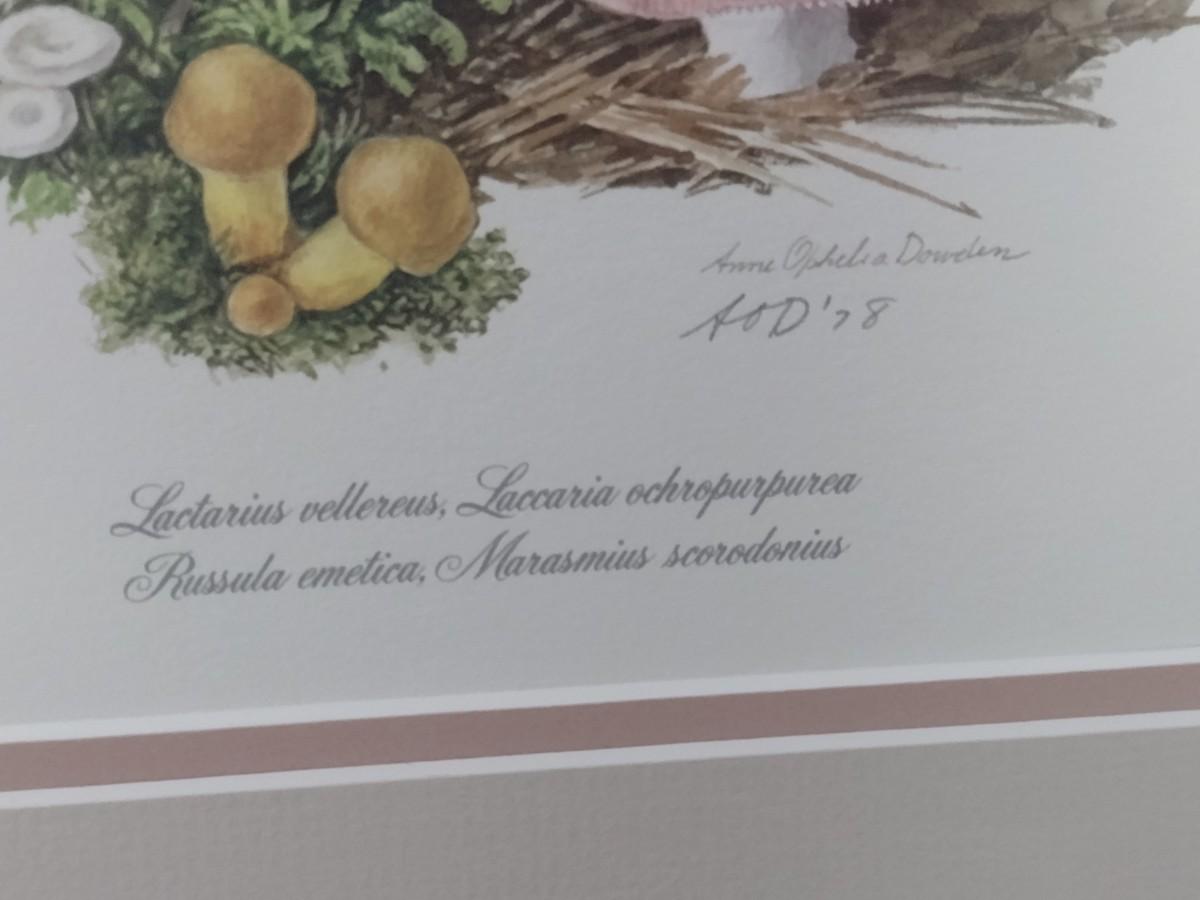 Anne Ophelia Dowden
AOD '78
Lactarius vellereus, Laccaria ochropurpurea
Russula emetica, Marasmius scorodonius